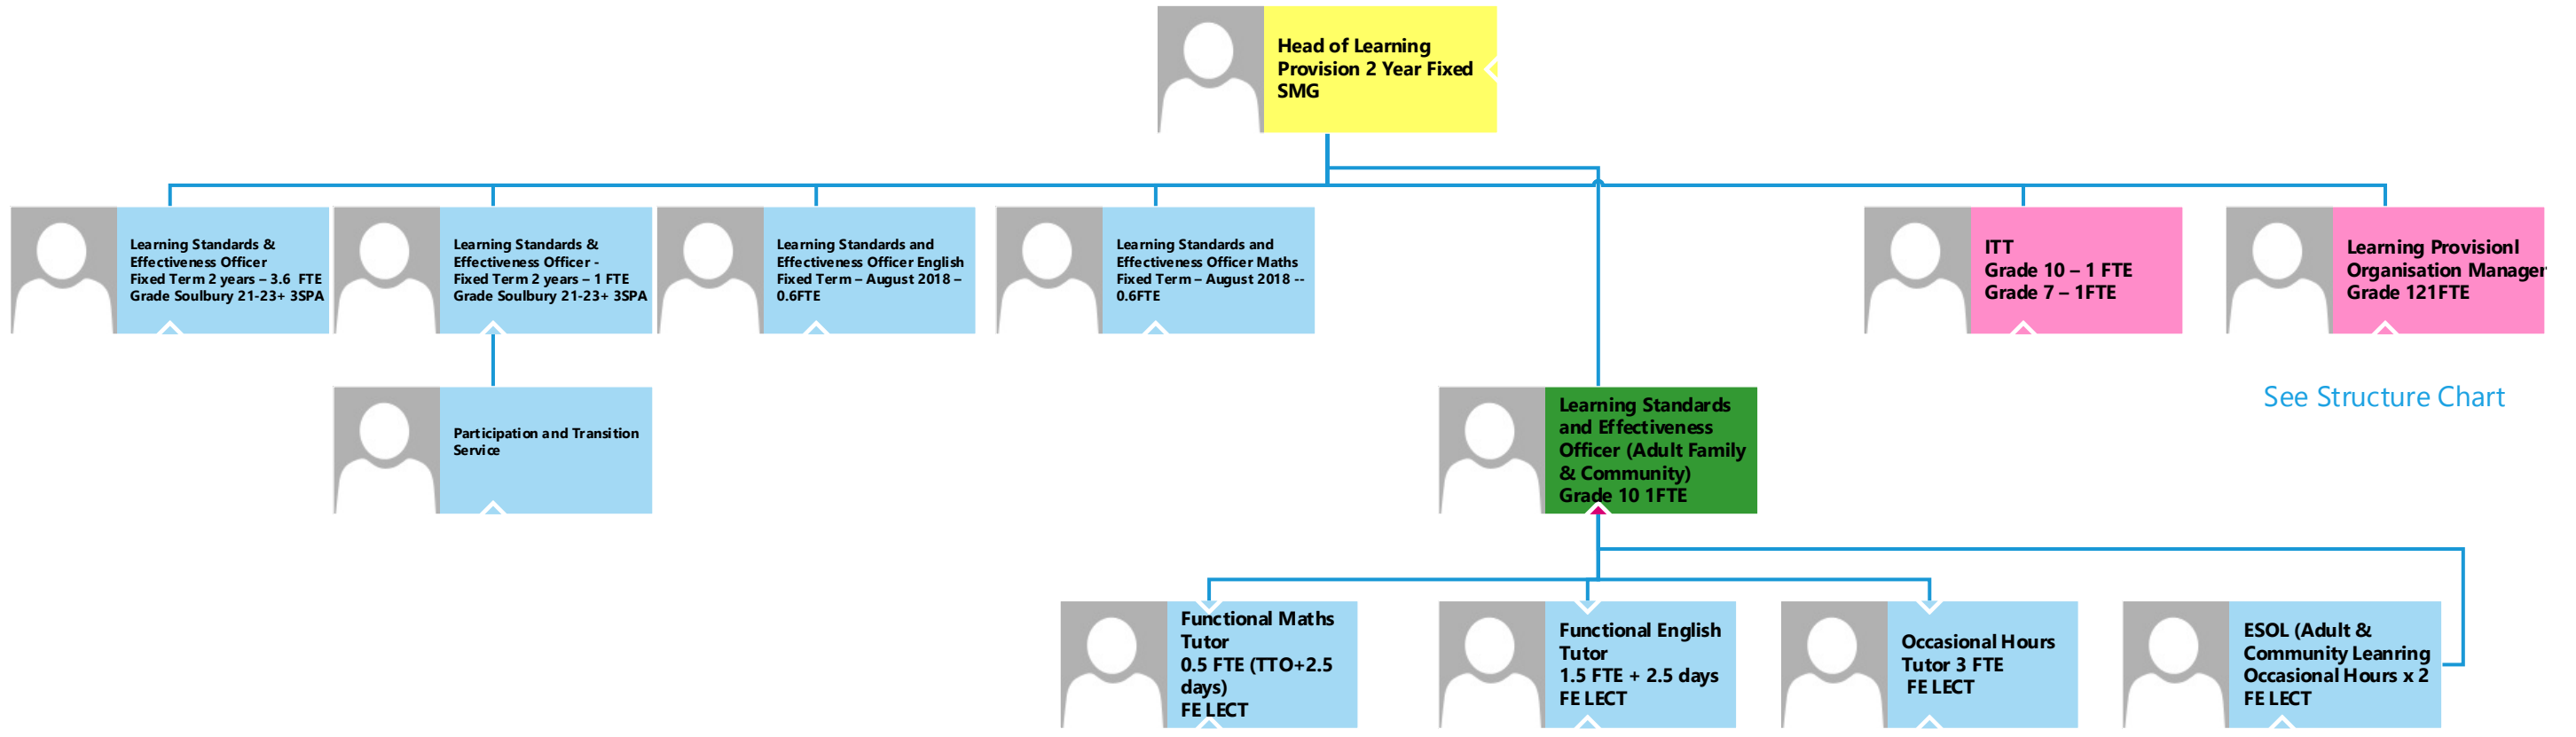 Head of Learning
Provision 2 Year Fixed
SMG
Learning Standards &
Effectiveness Officer
Fixed Term 2 years – 3.6  FTE
Grade Soulbury 21-23+ 3SPA
Learning Standards &
Effectiveness Officer -
Fixed Term 2 years – 1 FTE
Grade Soulbury 21-23+ 3SPA
Learning Standards and
Effectiveness Officer English
Fixed Term – August 2018 –
0.6FTE
Learning Standards and
Effectiveness Officer Maths
Fixed Term – August 2018 --
0.6FTE
ITT
Grade 10 – 1 FTE
Grade 7 – 1FTE
Learning Provisionl
Organisation Manager
Grade 121FTE
See Structure Chart
Participation and Transition
Service
Learning Standards
and Effectiveness
Officer (Adult Family
& Community)
Grade 10 1FTE
Functional Maths
Tutor
0.5 FTE (TTO+2.5
days)
FE LECT
Functional English
Tutor
1.5 FTE + 2.5 days
FE LECT
Occasional Hours
Tutor 3 FTE
FE LECT
ESOL (Adult &
Community Leanring
Occasional Hours x 2
FE LECT